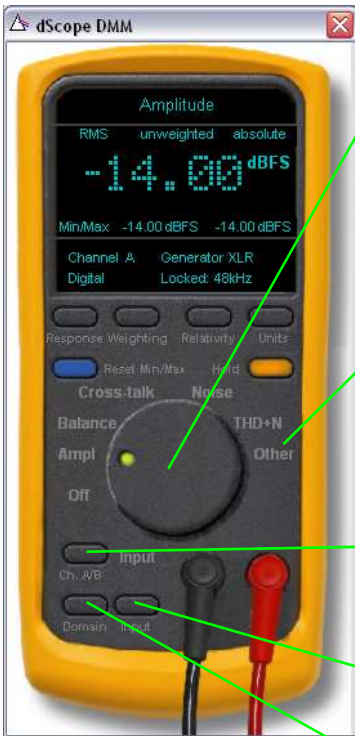 dScope DMM
Amplitude
RMS unweighted absolute
-14.00 dBFS
Min/Max -14.00 dBFS -14.00 dBFS
Channel A Generator XLR
Digital Locked: 48kHz
Response Weighting Relativity Units
Reset Min/Max Hold
Cross-talk Noise
Balance THD+N
Ampl Other
Off
Input
Ch. A/B
Domain Input